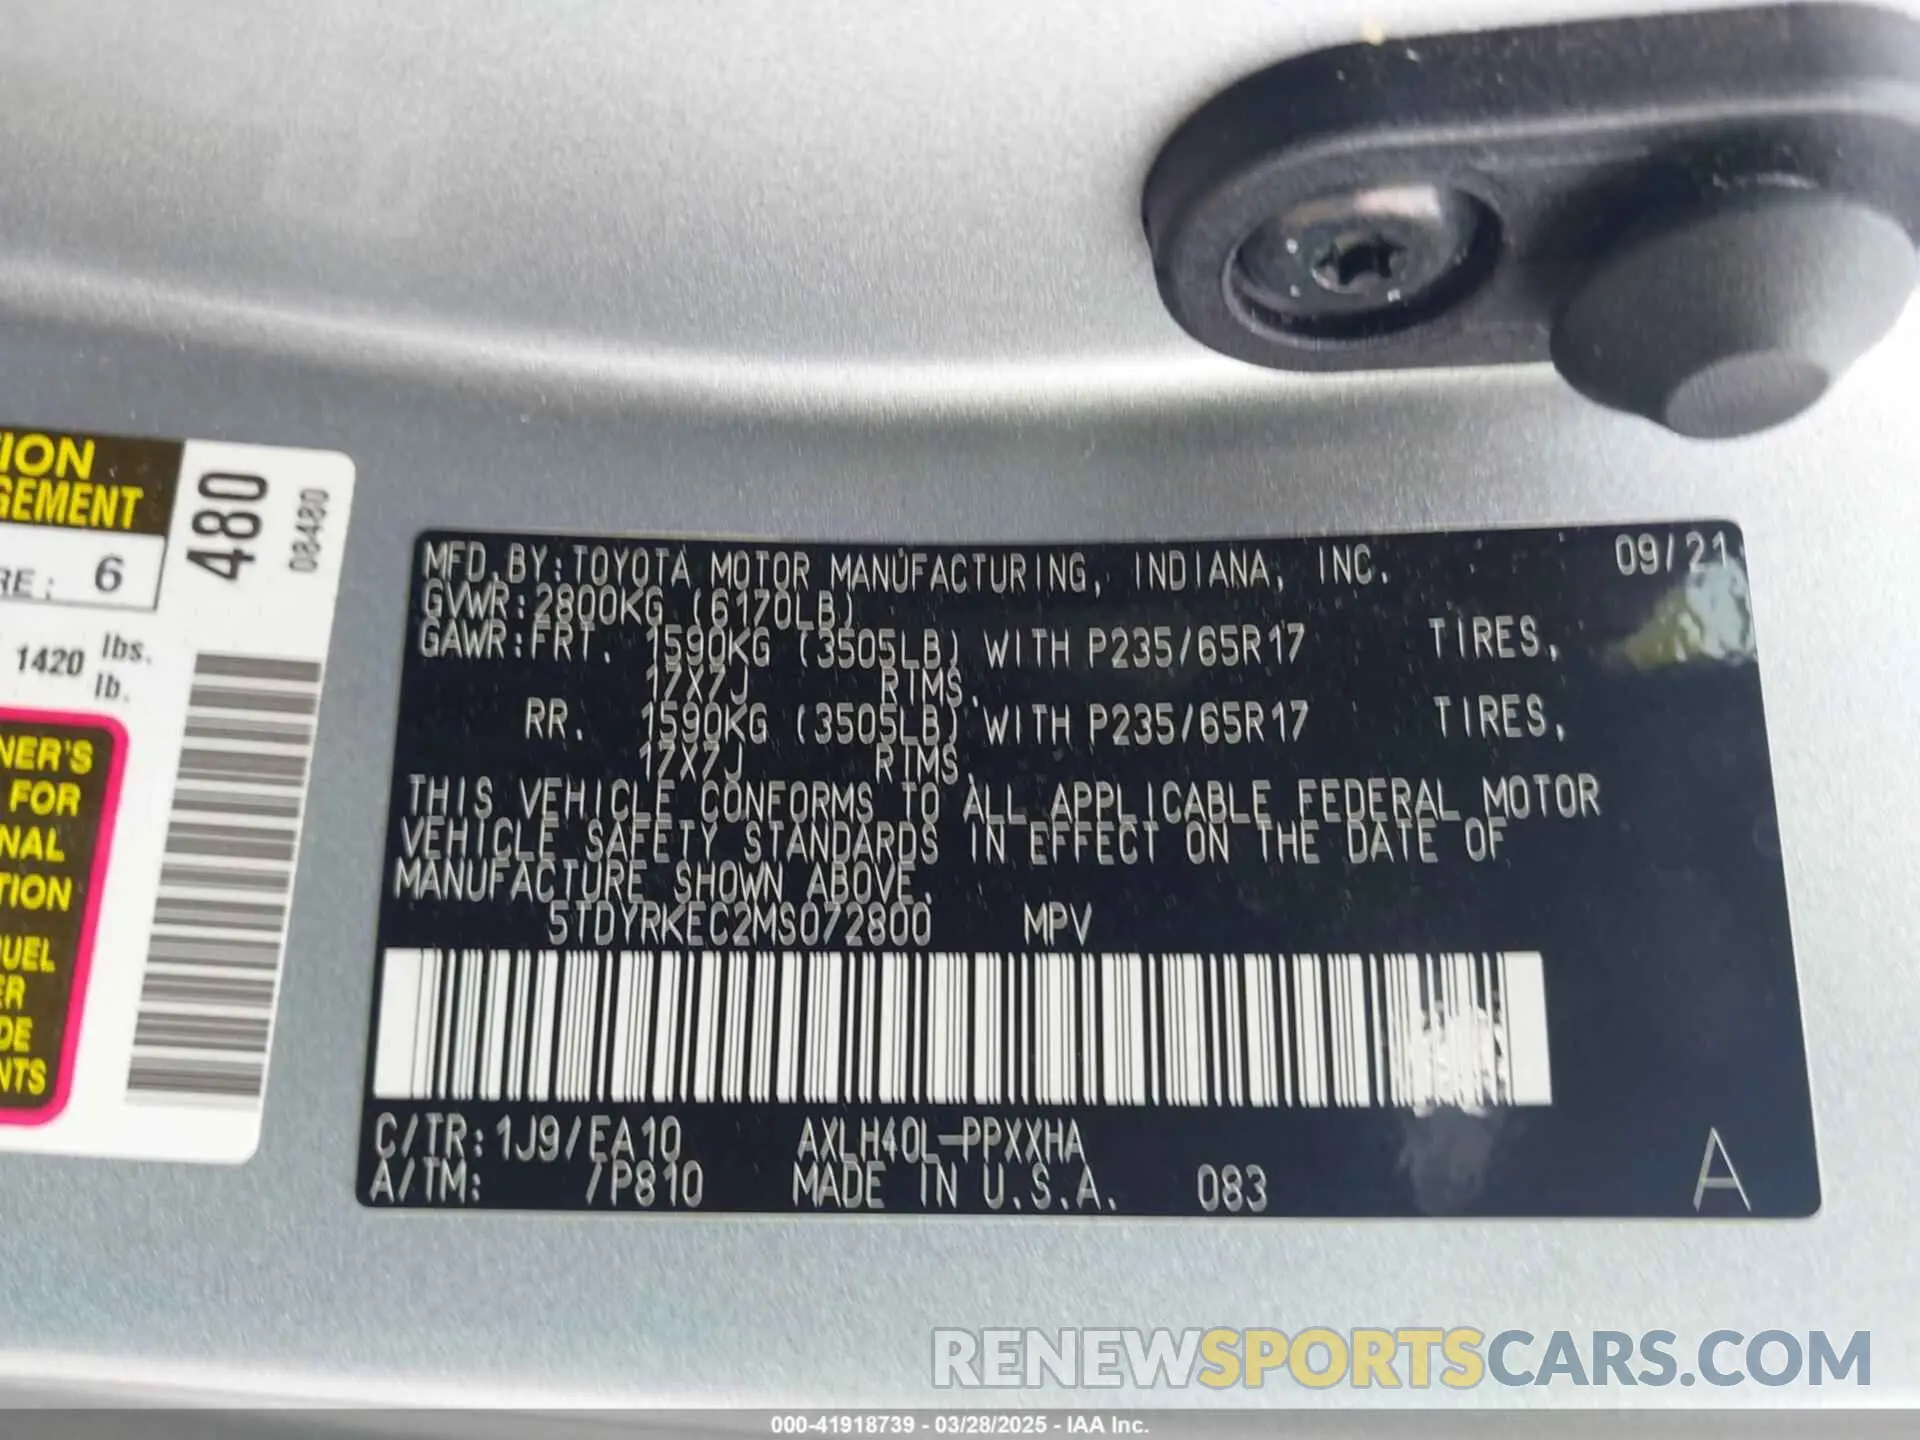 TION
GEMENT
RE: 6
1420 lbs.
lb.
480
08480
NER'S
FOR
NAL
TION
UEL
ER
DE
NTS
MFD.BY:TOYOTA MOTOR MANUFACTURING, INDIANA, INC. 09/21
GVWR:2800KG (6170LB)
GAWR:FRT. 1590KG (3505LB) WITH P235/65R17 TIRES,
17X7J RIMS.
RR. 1590KG (3505LB) WITH P235/65R17 TIRES,
17X7J RIMS.
THIS VEHICLE CONFORMS TO ALL APPLICABLE FEDERAL MOTOR
VEHICLE SAFETY STANDARDS IN EFFECT ON THE DATE OF
MANUFACTURE SHOWN ABOVE.
5TDYRKEC2MS072800 MPV
C/TR:1J9/EA10 AXLH40L-PPXXHA
A/TM: /P810 MADE IN U.S.A. 083 A
RENEWSPORTSCARS.COM
000-41918739 - 03/28/2025 - IAA Inc.